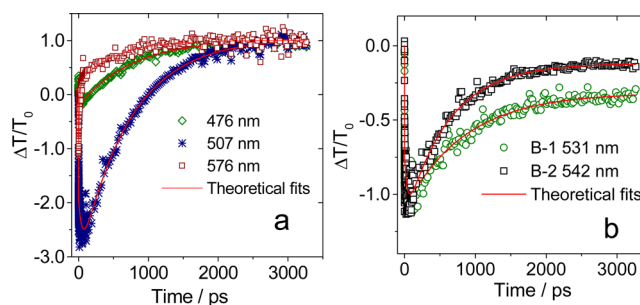 1.0
0.0
-1.0
-2.0
-3.0
ΔT/T0
476 nm
507 nm
576 nm
Theoretical fits
a
0
1000
2000
3000
Time / ps
0.0
-0.5
-1.0
ΔT/T0
B-1 531 nm
B-2 542 nm
Theoretical fits
b
0
1000
2000
3000
Time / ps